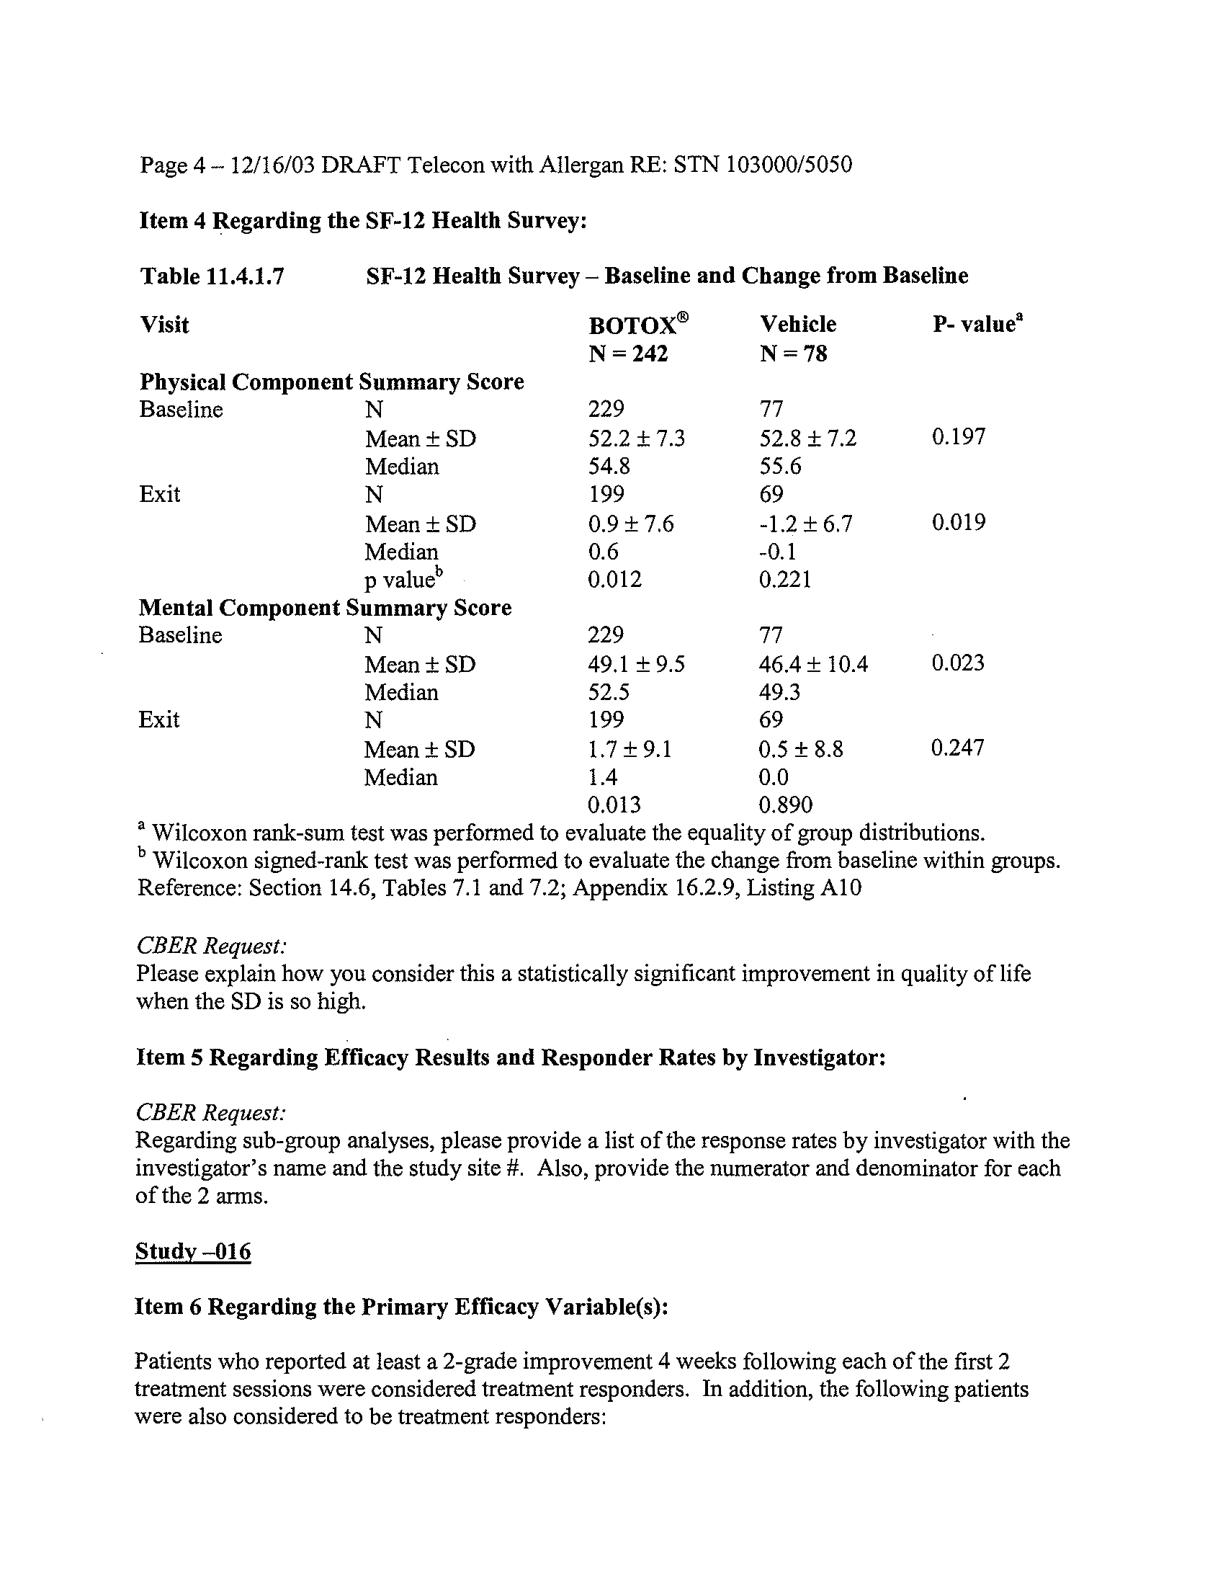 Page 4 – 12/16/03 DRAFT Telecon with Allergan RE: STN 103000/5050
Item 4 Regarding the SF-12 Health Survey:
Table 11.4.1.7 SF-12 Health Survey – Baseline and Change from Baseline
Visit BOTOX® Vehicle P- valueᵃ
N = 242 N = 78
Physical Component Summary Score
Baseline N 229 77
Mean ± SD 52.2 ± 7.3 52.8 ± 7.2 0.197
Median 54.8 55.6
Exit N 199 69
Mean ± SD 0.9 ± 7.6 -1.2 ± 6.7 0.019
Median 0.6 -0.1
p valueᵇ 0.012 0.221
Mental Component Summary Score
Baseline N 229 77
Mean ± SD 49.1 ± 9.5 46.4 ± 10.4 0.023
Median 52.5 49.3
Exit N 199 69
Mean ± SD 1.7 ± 9.1 0.5 ± 8.8 0.247
Median 1.4 0.0
0.013 0.890
ᵃ Wilcoxon rank-sum test was performed to evaluate the equality of group distributions.
ᵇ Wilcoxon signed-rank test was performed to evaluate the change from baseline within groups.
Reference: Section 14.6, Tables 7.1 and 7.2; Appendix 16.2.9, Listing A10
CBER Request:
Please explain how you consider this a statistically significant improvement in quality of life
when the SD is so high.
Item 5 Regarding Efficacy Results and Responder Rates by Investigator:
CBER Request:
Regarding sub-group analyses, please provide a list of the response rates by investigator with the
investigator's name and the study site #. Also, provide the numerator and denominator for each
of the 2 arms.
Study –016
Item 6 Regarding the Primary Efficacy Variable(s):
Patients who reported at least a 2-grade improvement 4 weeks following each of the first 2
treatment sessions were considered treatment responders. In addition, the following patients
were also considered to be treatment responders: